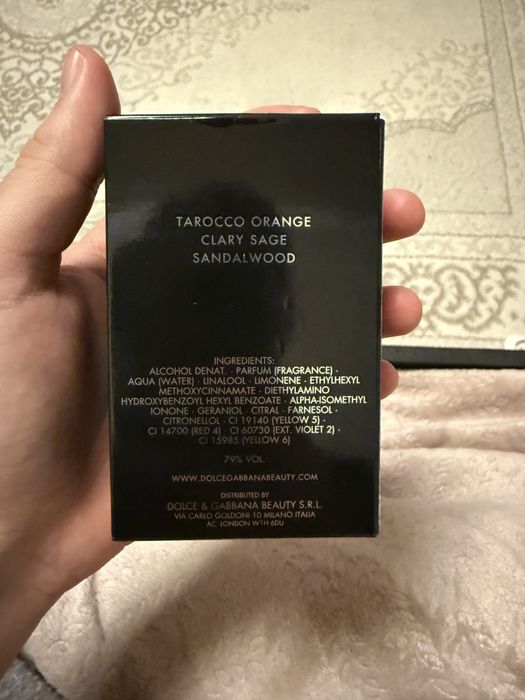 TAROCCO ORANGE
CLARY SAGE
SANDALWOOD
INGREDIENTS:
ALCOHOL DENAT. · PARFUM (FRAGRANCE) ·
AQUA (WATER) · LINALOOL · LIMONENE · ETHYLHEXYL
METHOXYCINNAMATE · DIETHYLAMINO
HYDROXYBENZOYL HEXYL BENZOATE · ALPHA-ISOMETHYL
IONONE · GERANIOL · CITRAL · FARNESOL ·
CITRONELLOL · CI 19140 (YELLOW 5) ·
CI 14700 (RED 4) · CI 60730 (EXT. VIOLET 2) ·
CI 15985 (YELLOW 6)
79% VOL.
WWW.DOLCEGABBANABEAUTY.COM
DISTRIBUTED BY
DOLCE & GABBANA BEAUTY S.R.L.
VIA CARLO GOLDONI 10 MILANO ITALIA
AC. LONDON W1H 6DU